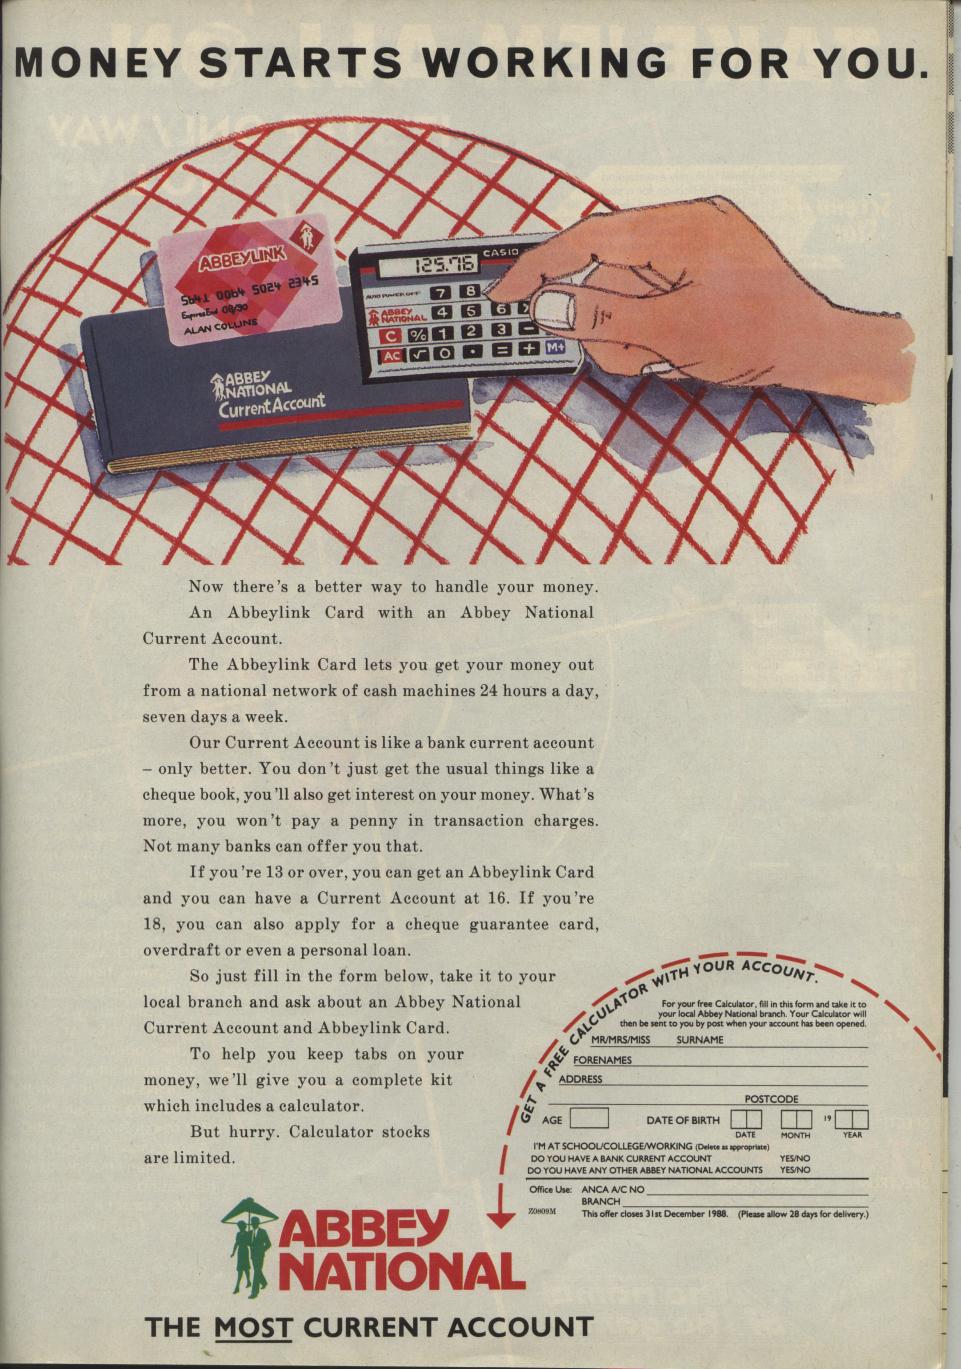 MONEY STARTS WORKING FOR YOU.
ABBEYLINK
5641 0064 5024 2345
Expires End 08/90
ALAN COLLINS
ABBEY
NATIONAL
Current Account
CASIO
125.76
AUTO POWER OFF
7 8
ABBEY
NATIONAL 4 5 6
C % 1 2 3 -
AC √ 0 . = + M+
Now there's a better way to handle your money.
An Abbeylink Card with an Abbey National
Current Account.
The Abbeylink Card lets you get your money out
from a national network of cash machines 24 hours a day,
seven days a week.
Our Current Account is like a bank current account
– only better. You don't just get the usual things like a
cheque book, you'll also get interest on your money. What's
more, you won't pay a penny in transaction charges.
Not many banks can offer you that.
If you're 13 or over, you can get an Abbeylink Card
and you can have a Current Account at 16. If you're
18, you can also apply for a cheque guarantee card,
overdraft or even a personal loan.
So just fill in the form below, take it to your
local branch and ask about an Abbey National
Current Account and Abbeylink Card.
To help you keep tabs on your
money, we'll give you a complete kit
which includes a calculator.
But hurry. Calculator stocks
are limited.
GET A FREE CALCULATOR WITH YOUR ACCOUNT.
For your free Calculator, fill in this form and take it to
your local Abbey National branch. Your Calculator will
then be sent to you by post when your account has been opened.
MR/MRS/MISS SURNAME
FORENAMES
ADDRESS
POSTCODE
AGE DATE OF BIRTH 19
DATE MONTH YEAR
I'M AT SCHOOL/COLLEGE/WORKING (Delete as appropriate)
DO YOU HAVE A BANK CURRENT ACCOUNT YES/NO
DO YOU HAVE ANY OTHER ABBEY NATIONAL ACCOUNTS YES/NO
Office Use: ANCA A/C NO
BRANCH
Z0809M This offer closes 31st December 1988. (Please allow 28 days for delivery.)
ABBEY
NATIONAL
THE MOST CURRENT ACCOUNT